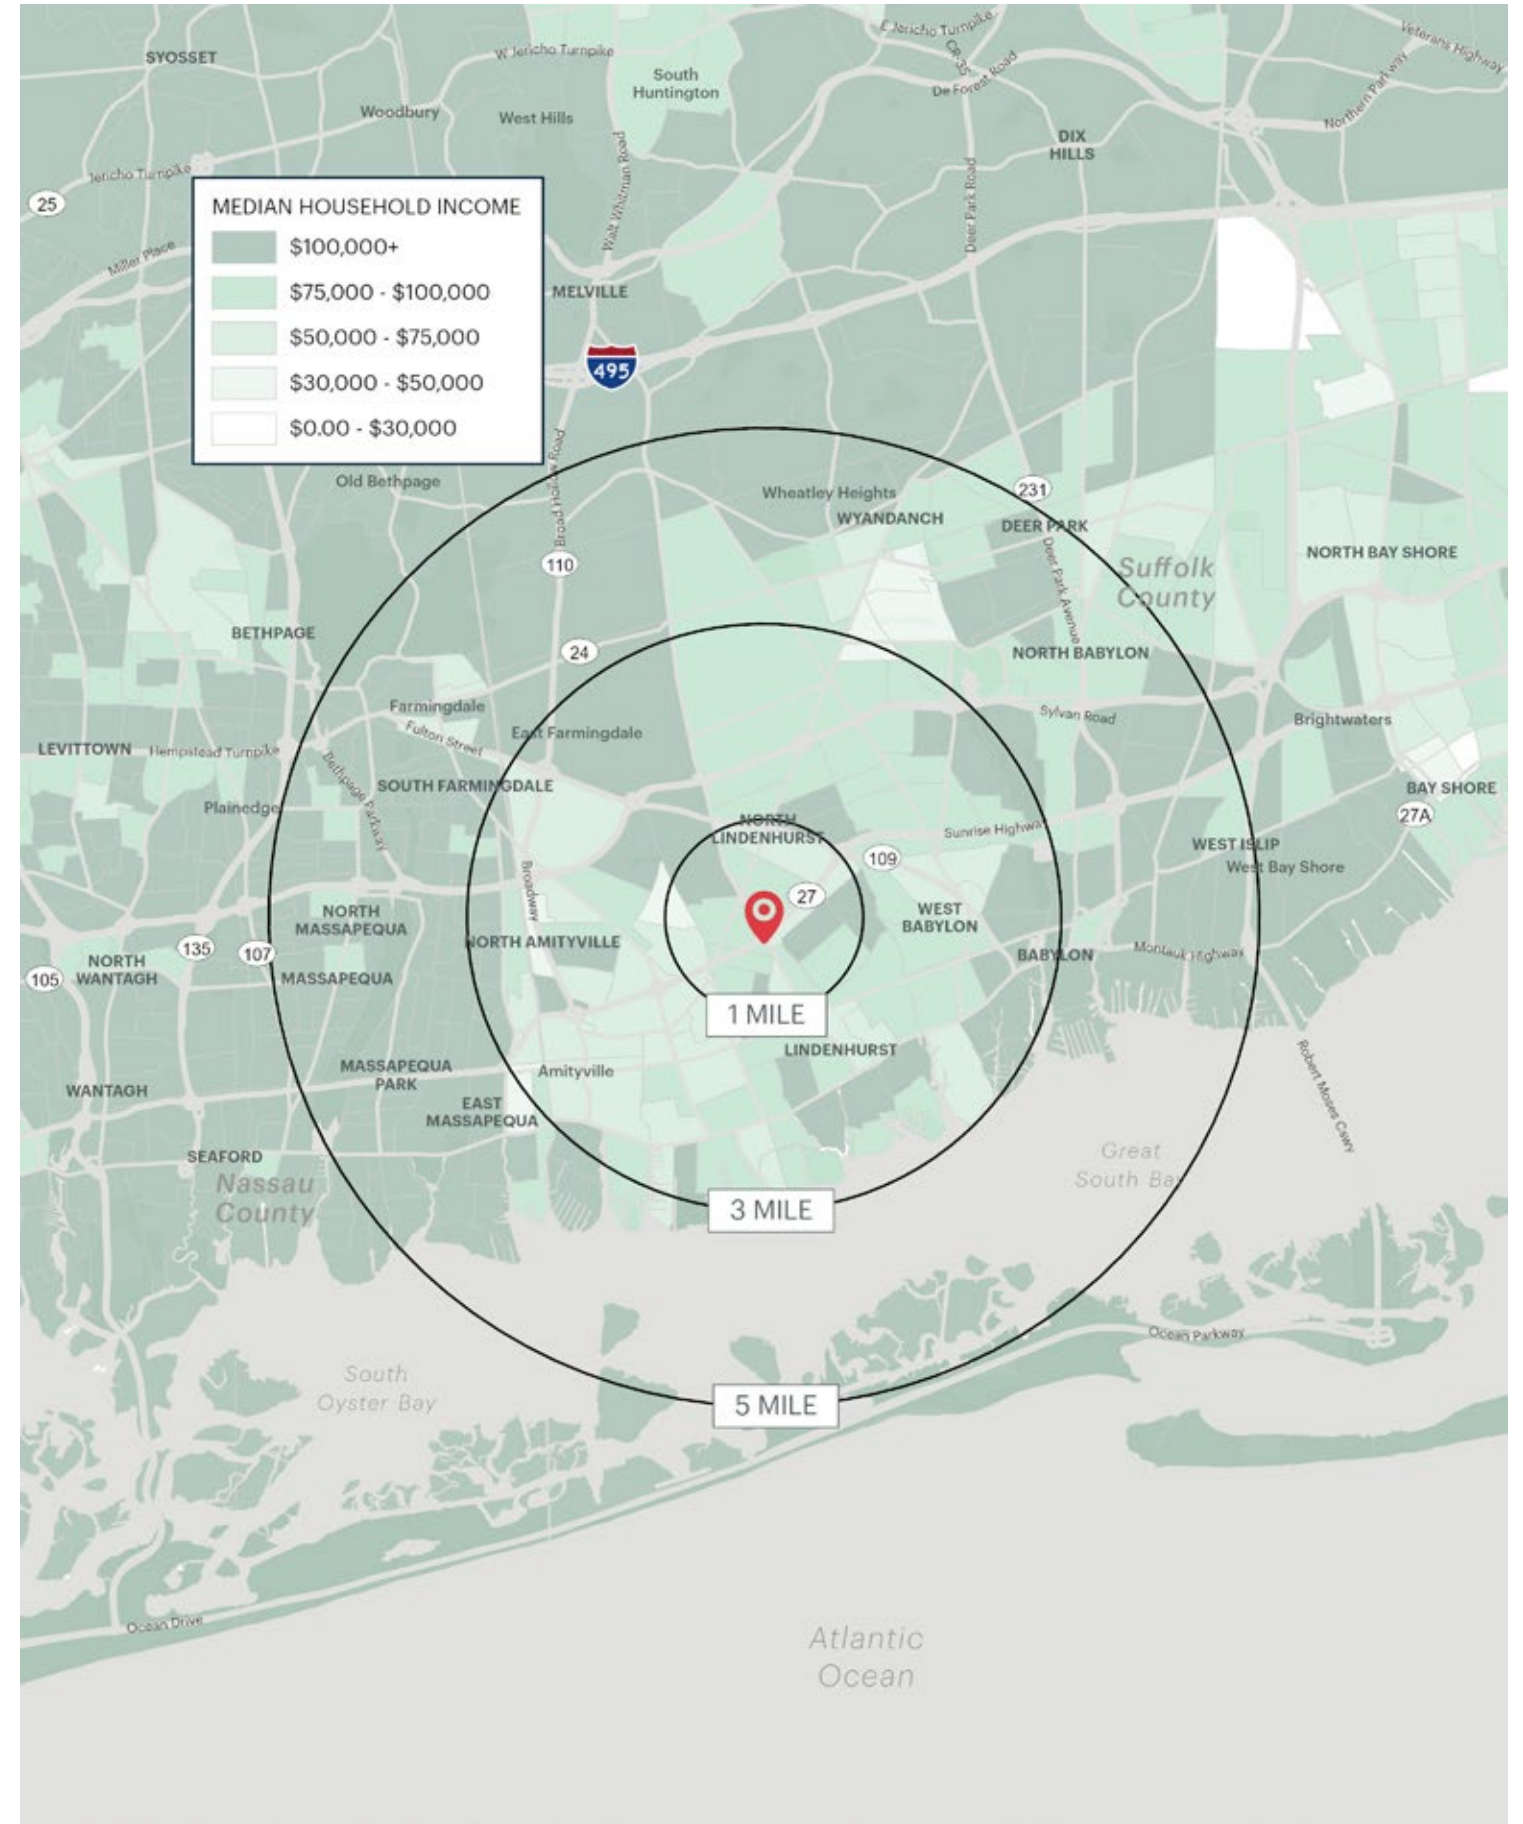 SYOSSET
W Jericho Turnpike
E Jericho Turnpike
CR-35
De Forest Road
Veterans Highway
Northern Parkway
South
Huntington
Woodbury
West Hills
DIX
HILLS
Jericho Turnpike
25
Walt Whitman Road
Deer Park Road
Miller Place
MEDIAN HOUSEHOLD INCOME
$100,000+
$75,000 - $100,000
$50,000 - $75,000
$30,000 - $50,000
$0.00 - $30,000
MELVILLE
495
Old Bethpage
Broad Hollow Road
Wheatley Heights
231
WYANDANCH
DEER PARK
Deer Park Avenue
110
Suffolk
County
NORTH BAY SHORE
BETHPAGE
24
NORTH BABYLON
Farmingdale
Fulton Street
East Farmingdale
Sylvan Road
Brightwaters
LEVITTOWN
Hempstead Turnpike
Bethpage Parkway
SOUTH FARMINGDALE
BAY SHORE
27A
Plainedge
NORTH
LINDENHURST
Sunrise Highway
109
WEST ISLIP
West Bay Shore
Broadway
27
NORTH
MASSAPEQUA
WEST
BABYLON
NORTH AMITYVILLE
135
107
BABYLON
Montauk Highway
105
NORTH
WANTAGH
MASSAPEQUA
1 MILE
LINDENHURST
MASSAPEQUA
PARK
Amityville
WANTAGH
EAST
MASSAPEQUA
Robert Moses Cswy
SEAFORD
Nassau
County
Great
South Bay
3 MILE
Ocean Parkway
South
Oyster Bay
5 MILE
Ocean Drive
Atlantic
Ocean